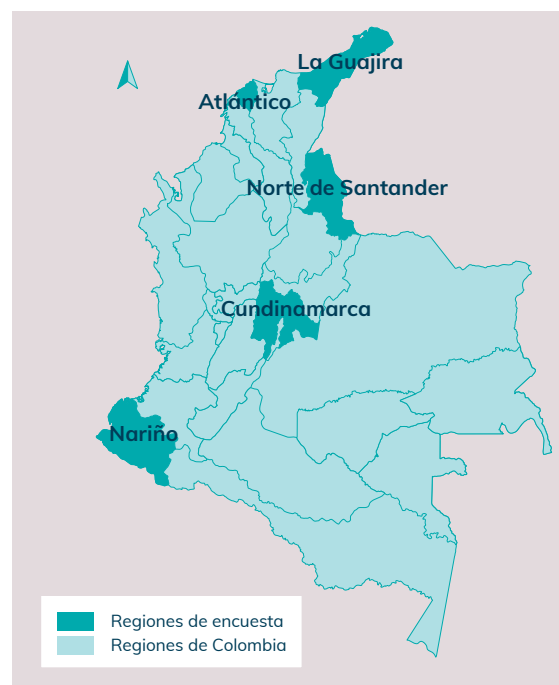 La Guajira
Atlántico
Norte de Santander
Cundinamarca
Nariño
Regiones de encuesta
Regiones de Colombia